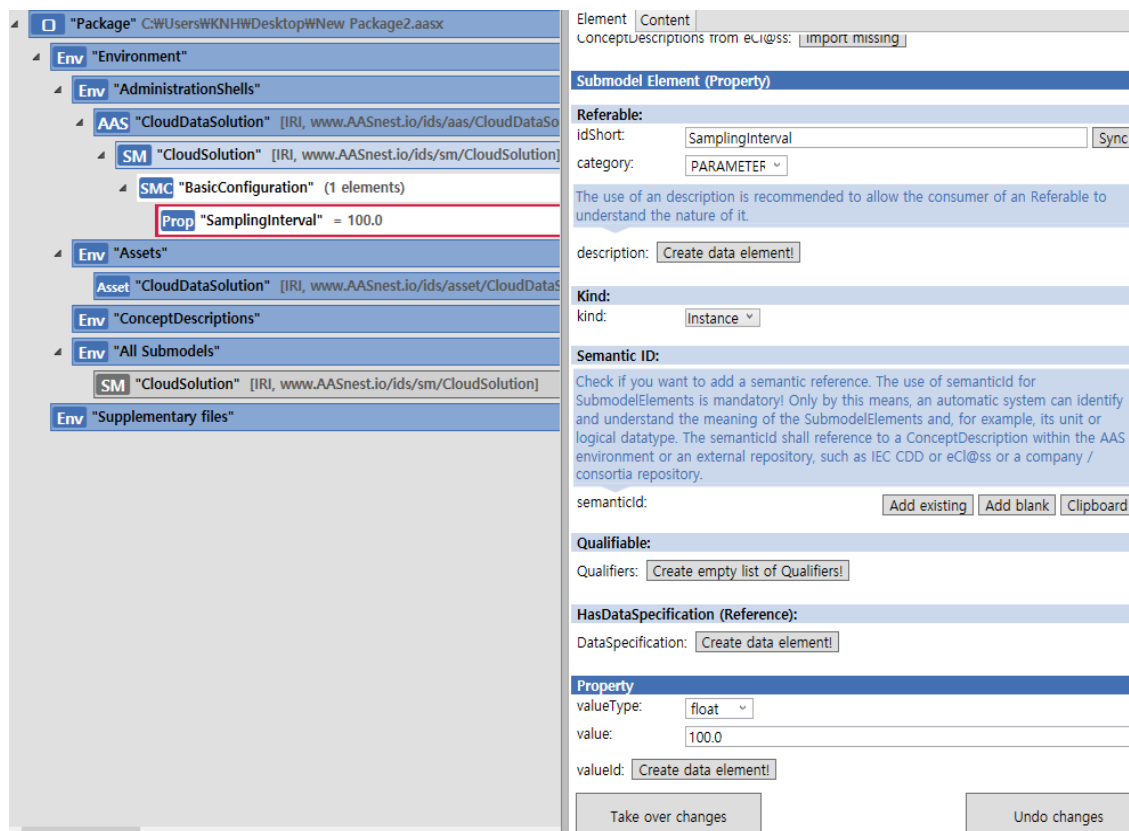 "Package" C:₩Users₩KNH₩Desktop₩New Package2.aasx
Env "Environment"
Env "AdministrationShells"
AAS "CloudDataSolution" [IRI, www.AASnest.io/ids/aas/CloudDataSo
SM "CloudSolution" [IRI, www.AASnest.io/ids/sm/CloudSolution]
SMC "BasicConfiguration" (1 elements)
Prop "SamplingInterval" = 100.0
Env "Assets"
Asset "CloudDataSolution" [IRI, www.AASnest.io/ids/asset/CloudDataS
Env "ConceptDescriptions"
Env "All Submodels"
SM "CloudSolution" [IRI, www.AASnest.io/ids/sm/CloudSolution]
Env "Supplementary files"
Element Content
ConceptDescriptions from eCl@ss: Import missing
Submodel Element (Property)
Referable:
idShort: SamplingInterval Sync
category: PARAMETER
The use of an description is recommended to allow the consumer of an Referable to
understand the nature of it.
description: Create data element!
Kind:
kind: Instance
Semantic ID:
Check if you want to add a semantic reference. The use of semanticId for
SubmodelElements is mandatory! Only by this means, an automatic system can identify
and understand the meaning of the SubmodelElements and, for example, its unit or
logical datatype. The semanticId shall reference to a ConceptDescription within the AAS
environment or an external repository, such as IEC CDD or eCl@ss or a company /
consortia repository.
semanticId: Add existing Add blank Clipboard
Qualifiable:
Qualifiers: Create empty list of Qualifiers!
HasDataSpecification (Reference):
DataSpecification: Create data element!
Property
valueType: float
value: 100.0
valueId: Create data element!
Take over changes Undo changes